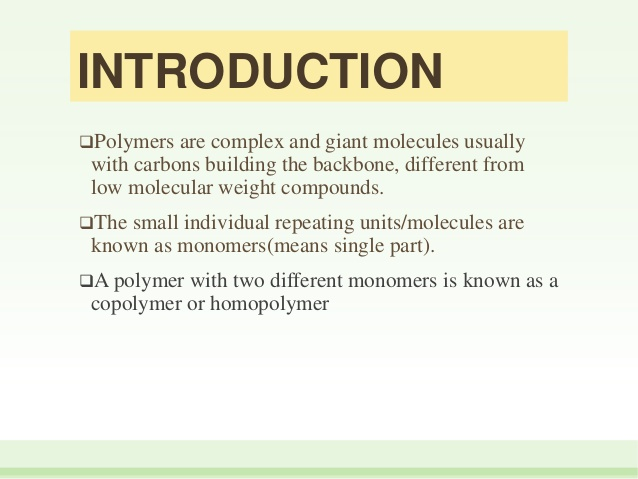 INTRODUCTION
❑Polymers are complex and giant molecules usually
with carbons building the backbone, different from
low molecular weight compounds.
❑The small individual repeating units/molecules are
known as monomers(means single part).
❑A polymer with two different monomers is known as a
copolymer or homopolymer